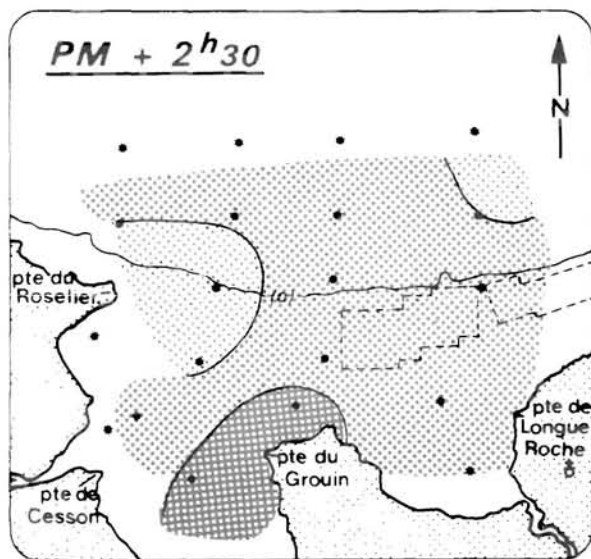 PM + 2h30
N
pte du
Roselier
(o)
pte de
Longue
Roche
pte du
Grouin
pte de
Cesson